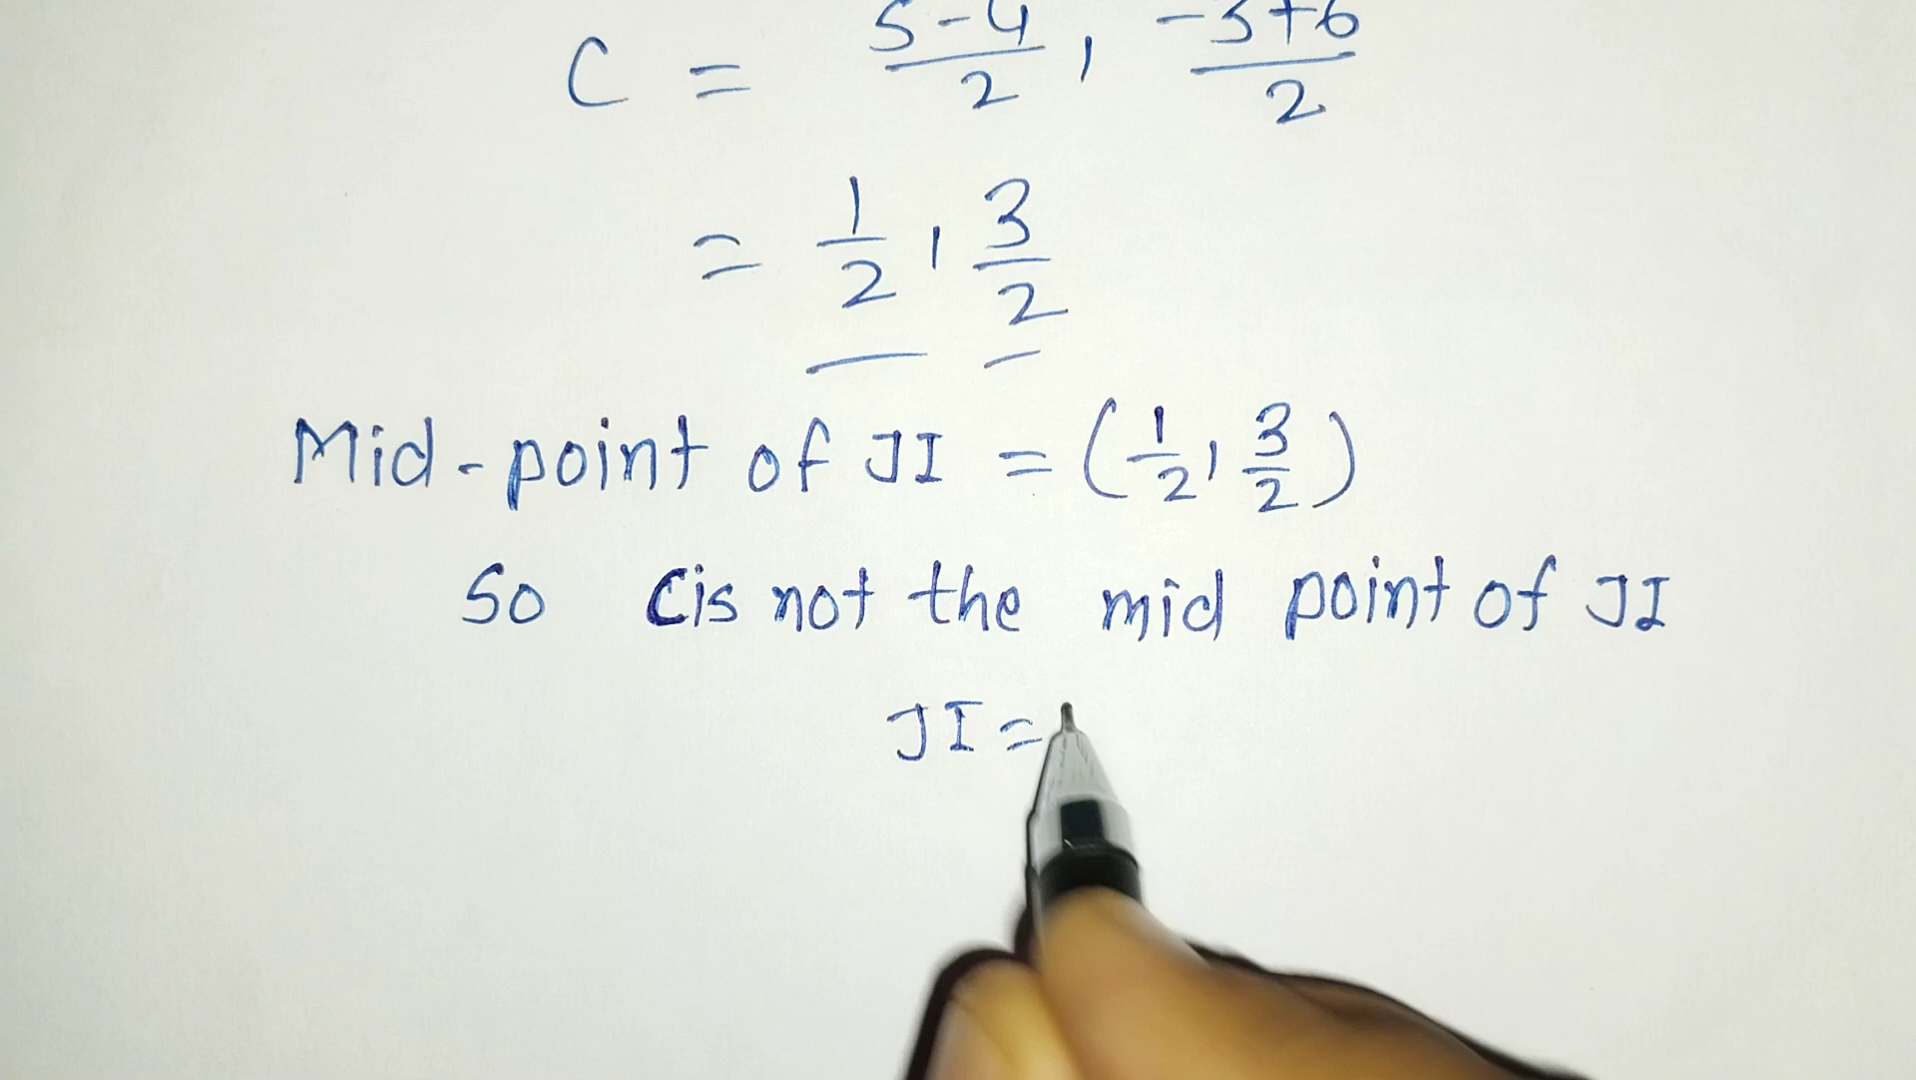 C = 5-4/2 , -3+6/2
= 1/2 , 3/2
Mid-point of JI = (1/2, 3/2)
So C is not the mid point of JI
JI =